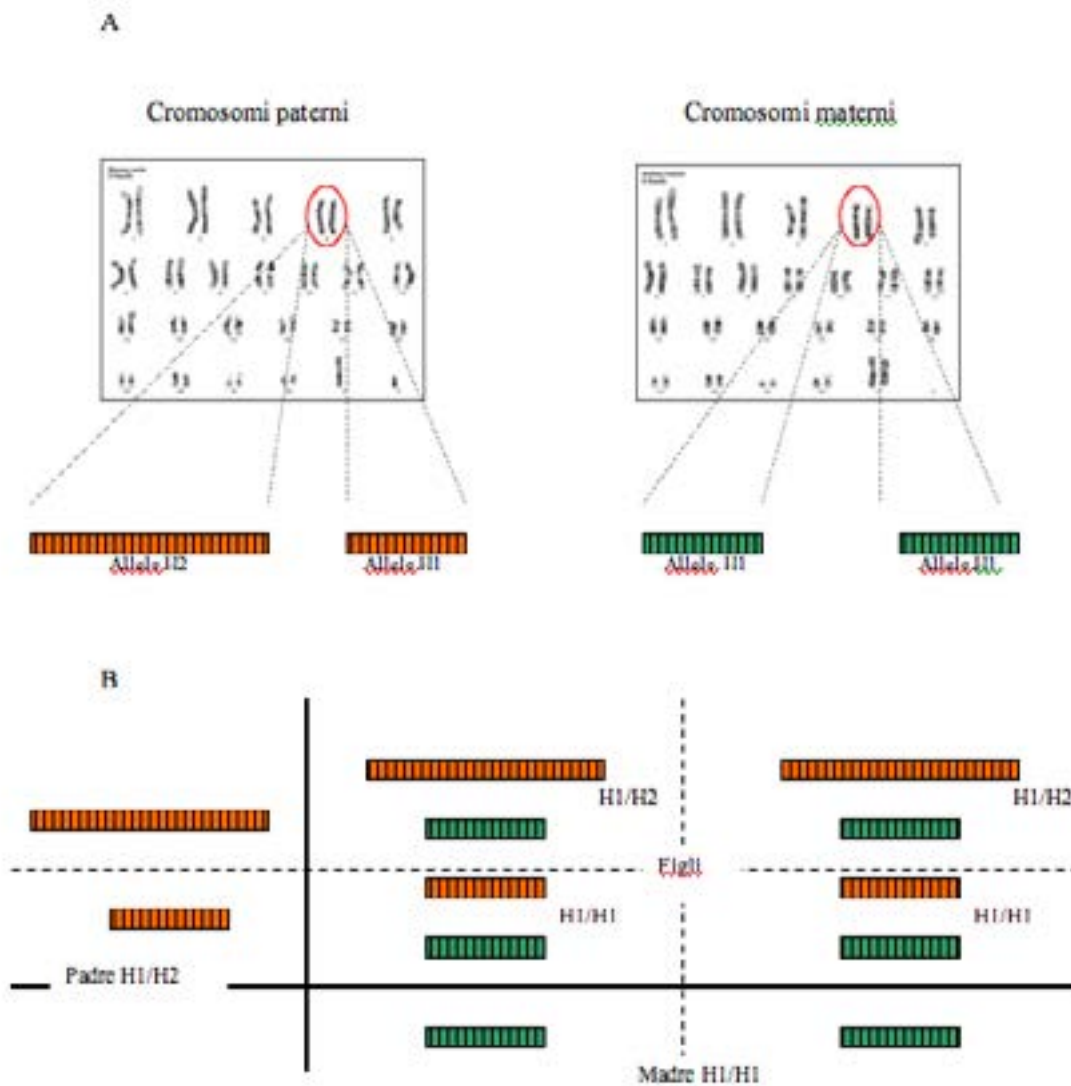 A
Cromosomi paterni
Cromosomi materni
Allele H2
Allele H1
Allele H1
Allele H1
B
H1/H2
H1/H2
Figli
H1/H1
H1/H1
Padre H1/H2
Madre H1/H1